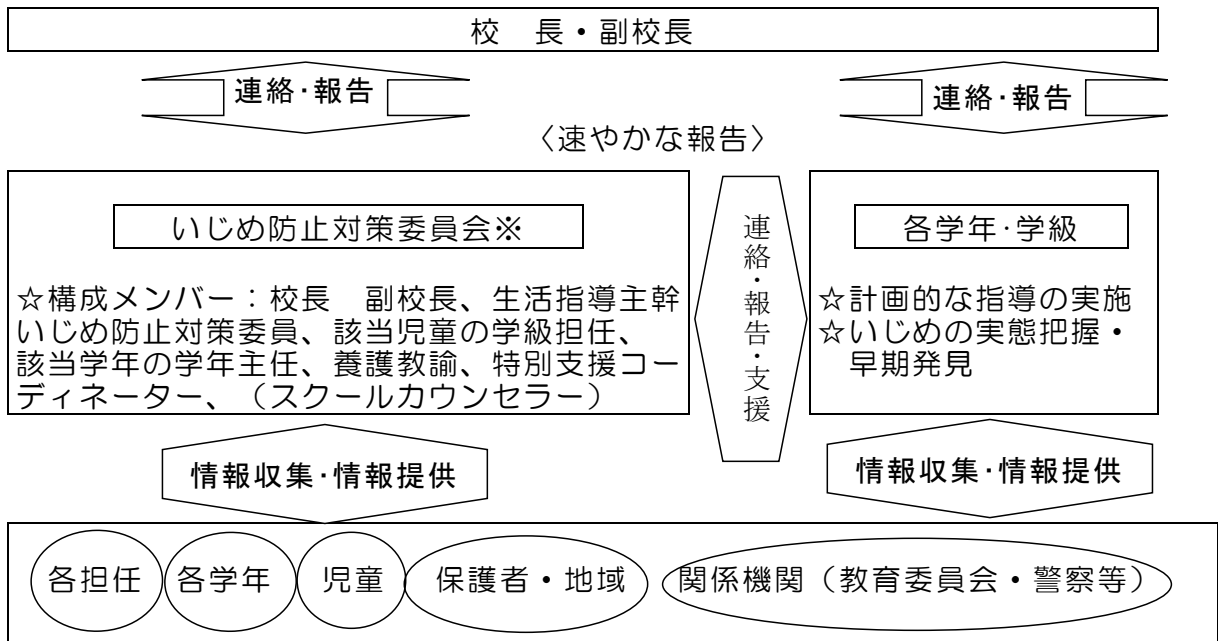 校　長・副校長
連絡・報告
連絡・報告
〈速やかな報告〉
いじめ防止対策委員会※
☆構成メンバー：校長　副校長、生活指導主幹
いじめ防止対策委員、該当児童の学級担任、
該当学年の学年主任、養護教諭、特別支援コー
ディネーター、（スクールカウンセラー）
連絡・報告・支援
各学年・学級
☆計画的な指導の実施
☆いじめの実態把握・
早期発見
情報収集・情報提供
情報収集・情報提供
各担任
各学年
児童
保護者・地域
関係機関（教育委員会・警察等）